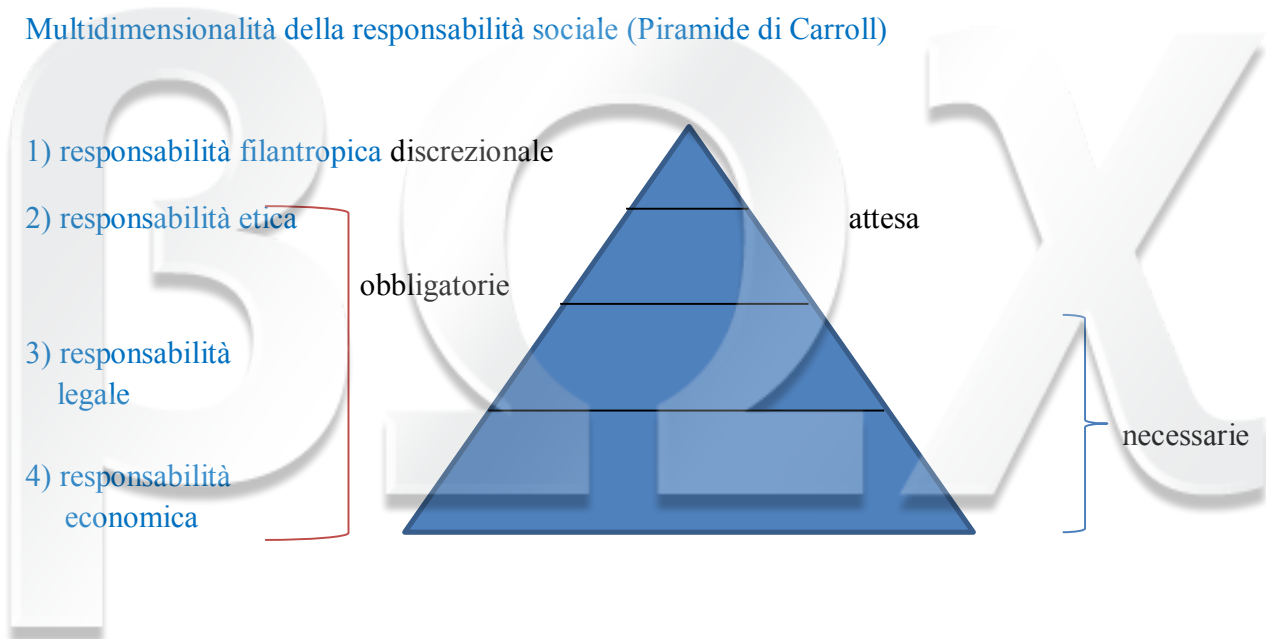 Multidimensionalità della responsabilità sociale (Piramide di Carroll)
1) responsabilità filantropica discrezionale
2) responsabilità etica
attesa
obbligatorie
3) responsabilità
legale
necessarie
4) responsabilità
economica
βΩχ